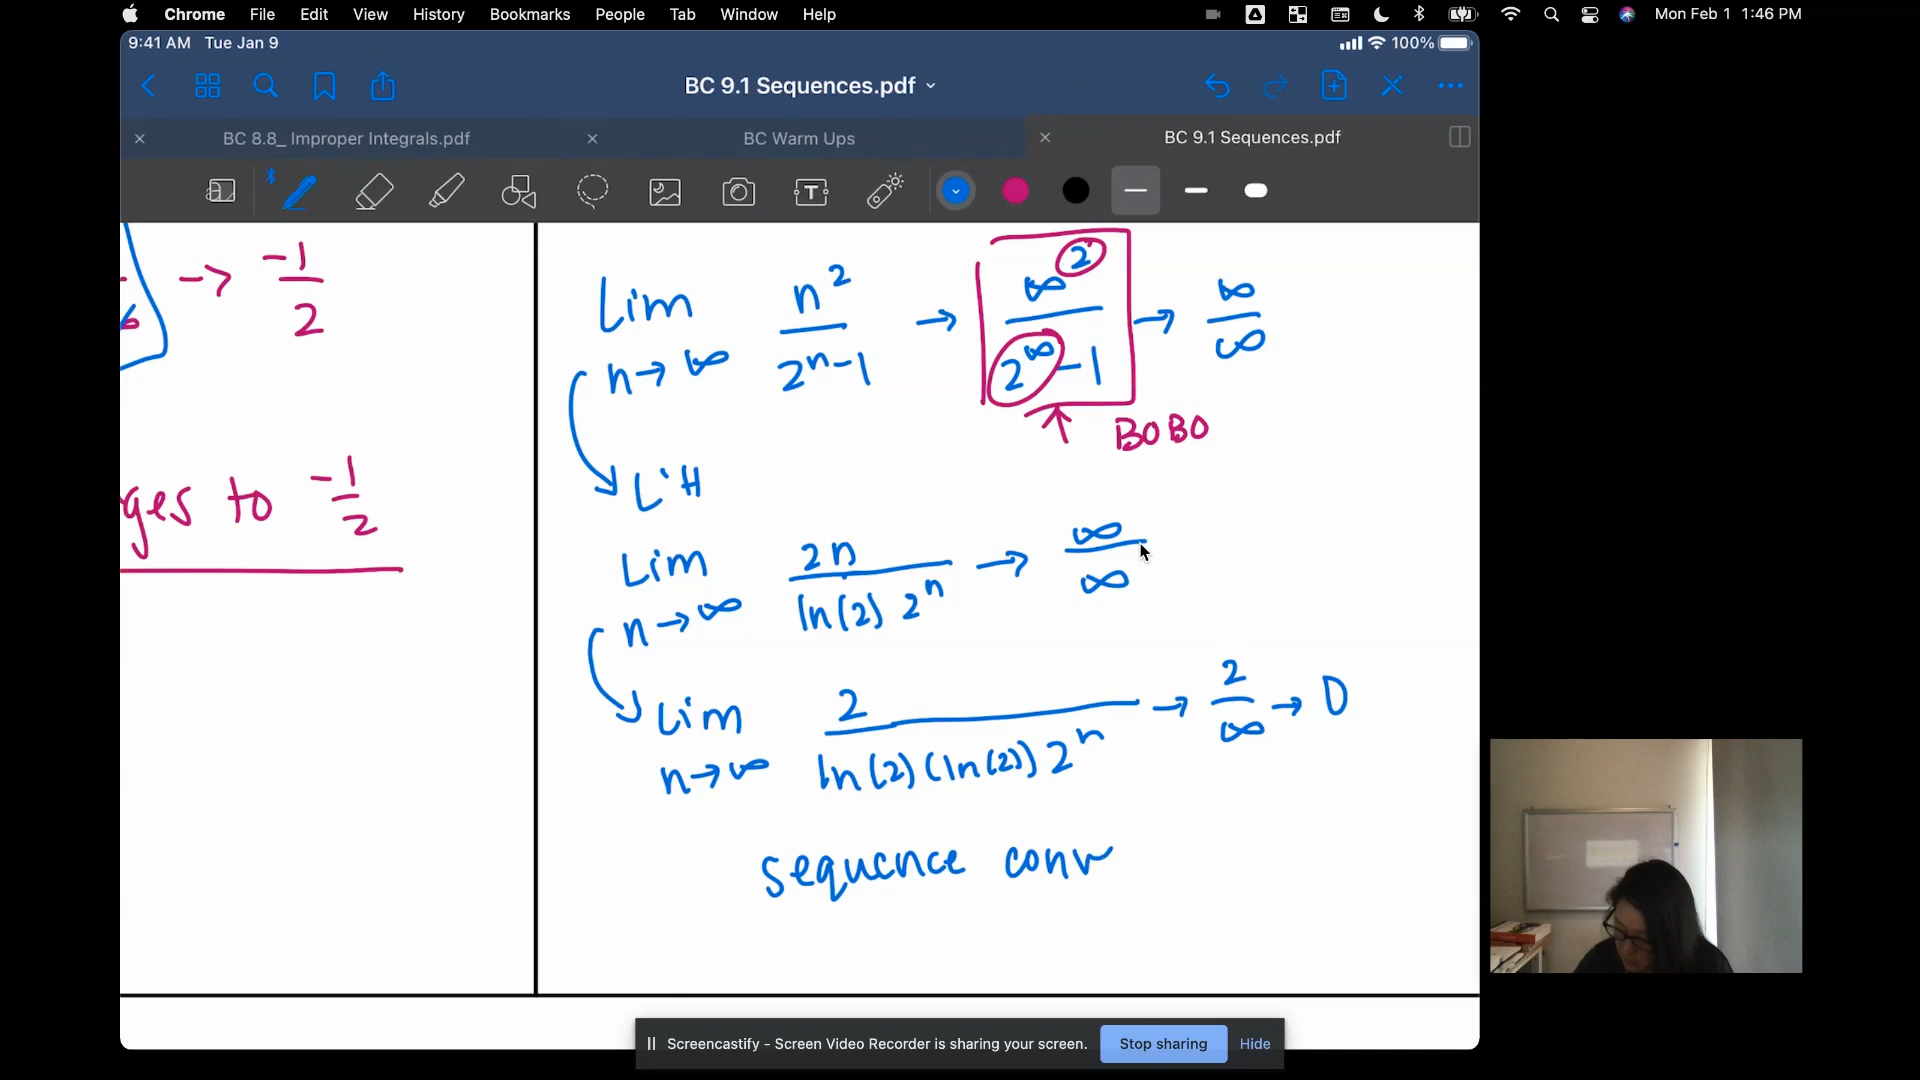 Chrome File Edit View History Bookmarks People Tab Window Help Mon Feb 1 1:46 PM
9:41 AM Tue Jan 9 100%
BC 9.1 Sequences.pdf
BC 8.8_ Improper Integrals.pdf BC Warm Ups BC 9.1 Sequences.pdf
→ -1/2
ges to -1/2
Lim n→∞ n²/(2ⁿ-1) → ∞²/(2^∞-1) → ∞/∞
BOBO
L'H
Lim n→∞ 2n/(ln(2) 2ⁿ) → ∞/∞
Lim n→∞ 2/(ln(2)(ln(2)) 2ⁿ) → 2/∞ → 0
sequence conv
Screencastify - Screen Video Recorder is sharing your screen. Stop sharing Hide